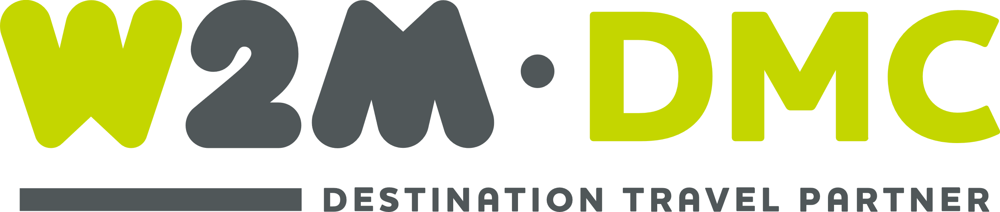 W2M·DMC
DESTINATION TRAVEL PARTNER